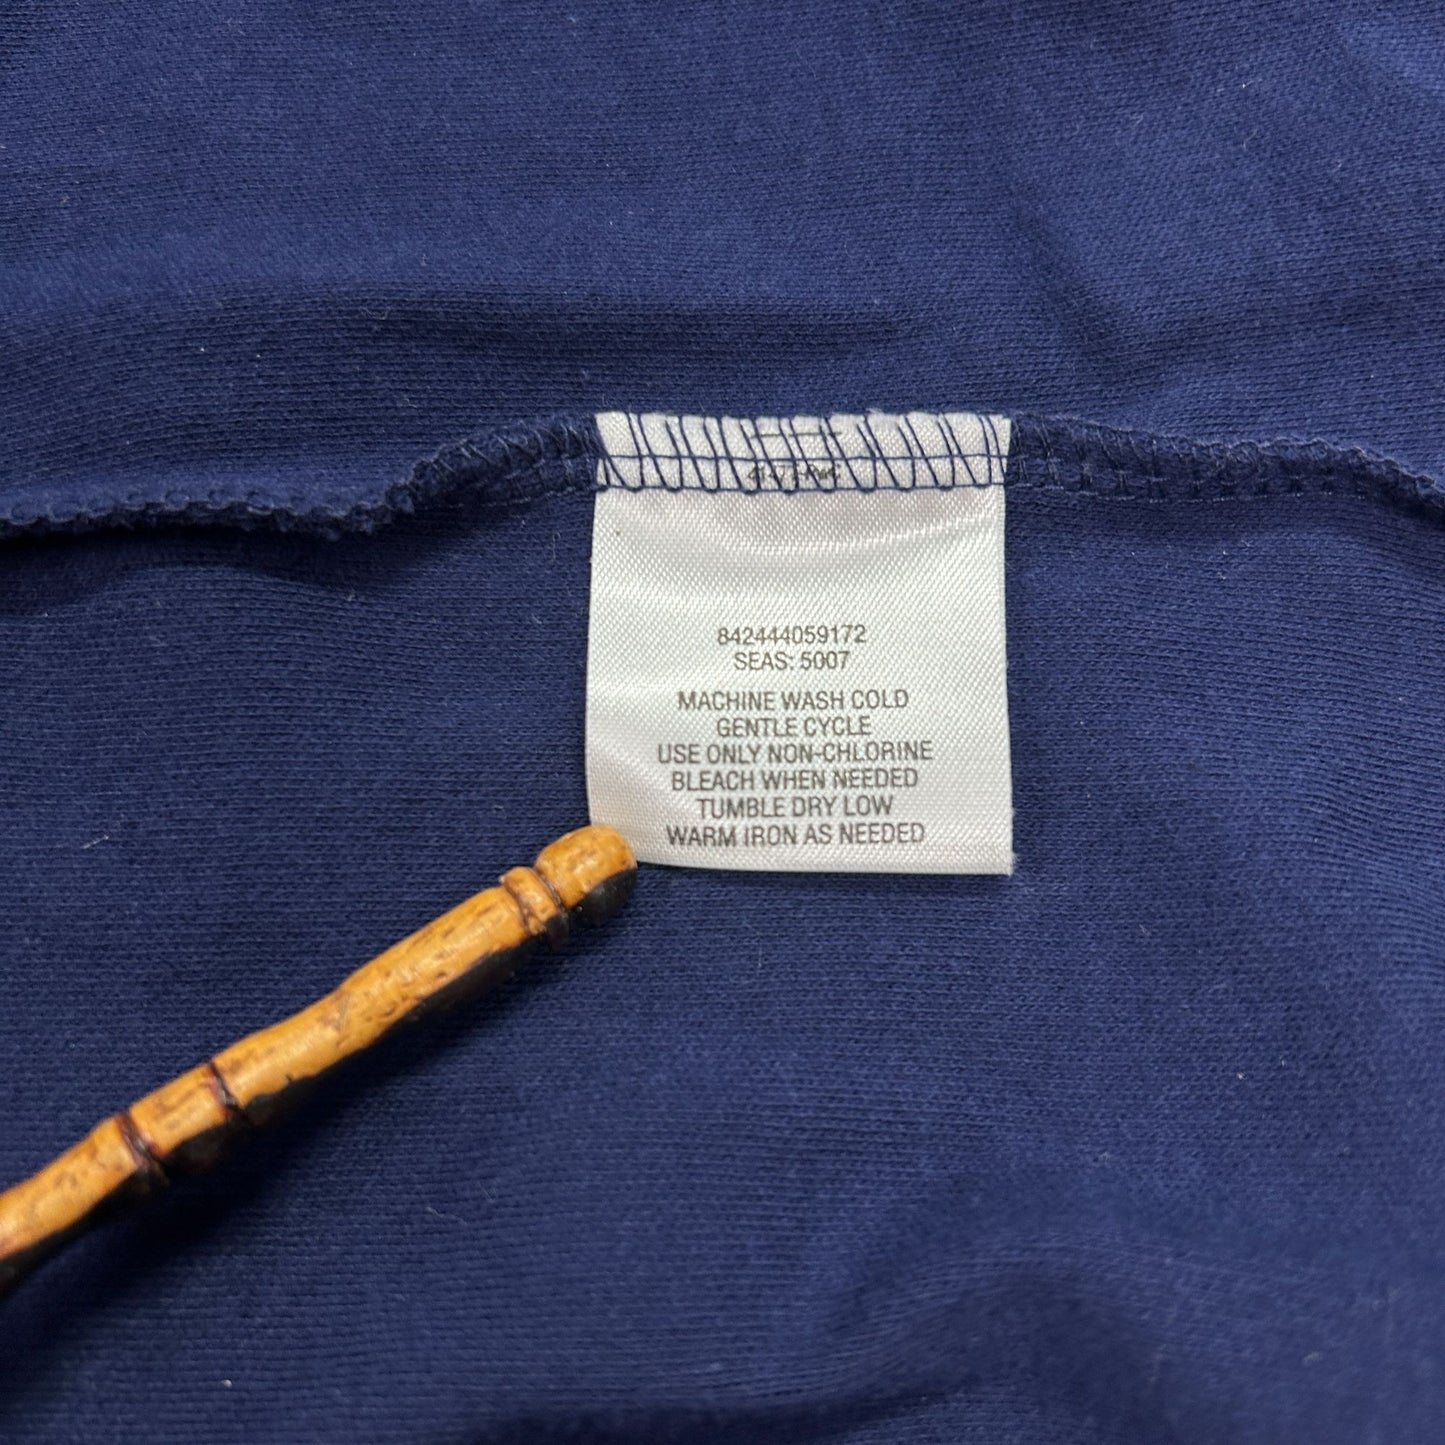 842444059172
SEAS: 5007
MACHINE WASH COLD
GENTLE CYCLE
USE ONLY NON-CHLORINE
BLEACH WHEN NEEDED
TUMBLE DRY LOW
WARM IRON AS NEEDED